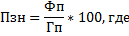 Пзн = Фп/Гп * 100, где